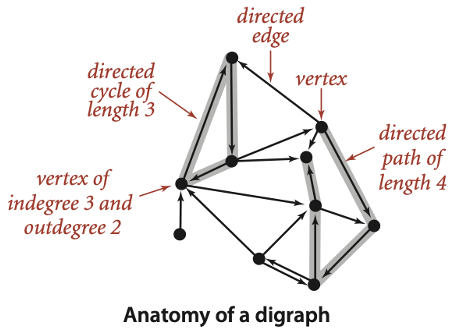 directed
edge
directed
cycle of
length 3
vertex
directed
path of
length 4
vertex of
indegree 3 and
outdegree 2
Anatomy of a digraph